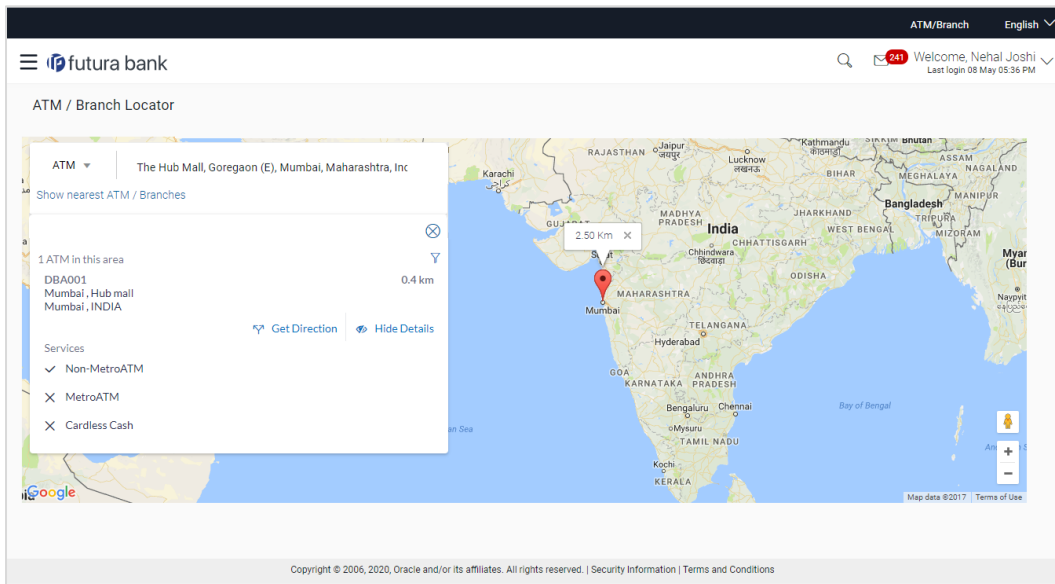 ATM/Branch English
futura bank
241
Welcome, Nehal Joshi
Last login 08 May 05:36 PM
ATM / Branch Locator
ATM
The Hub Mall, Goregaon (E), Mumbai, Maharashtra, Inc
Show nearest ATM / Branches
1 ATM in this area
DBA001 0.4 km
Mumbai , Hub mall
Mumbai , INDIA
Get Direction Hide Details
Services
Non-MetroATM
MetroATM
Cardless Cash
2.50 Km
Karachi
RAJASTHAN
Jaipur
जयपुर
Lucknow
Kathmandu
SIKKIM
Bhutan
ASSAM
NAGALAND
BIHAR
MEGHALAYA
MANIPUR
Bangladesh
TRIPURA
MIZORAM
MADHYA
PRADESH
India
JHARKHAND
WEST BENGAL
CHHATTISGARH
Chhindwara
छिंदवाड़ा
ODISHA
MAHARASHTRA
Mumbai
TELANGANA
Hyderabad
GOA
KARNATAKA
ANDHRA
PRADESH
Bengaluru
Chennai
Mysuru
TAMIL NADU
Kochi
KERALA
Bay of Bengal
Google
Map data ©2017 Terms of Use
Copyright © 2006, 2020, Oracle and/or its affiliates. All rights reserved. | Security Information | Terms and Conditions